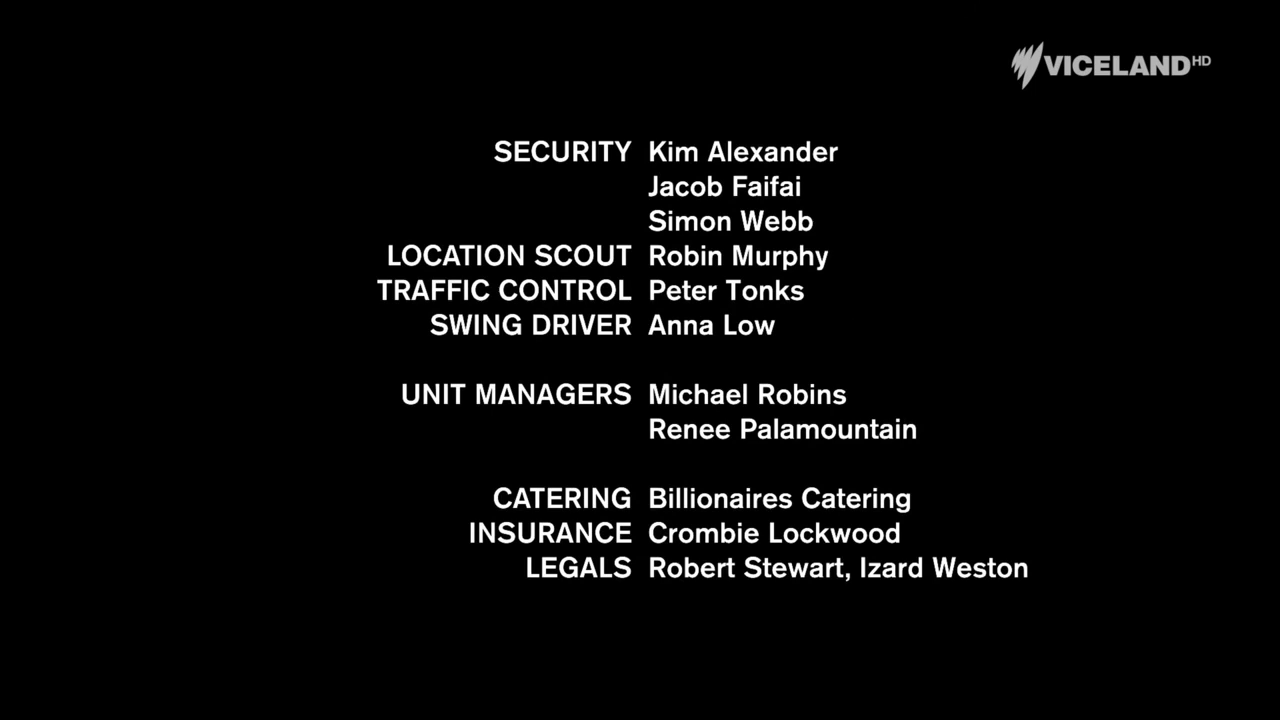 VICELAND HD
SECURITY Kim Alexander
Jacob Faifai
Simon Webb
LOCATION SCOUT Robin Murphy
TRAFFIC CONTROL Peter Tonks
SWING DRIVER Anna Low
UNIT MANAGERS Michael Robins
Renee Palamountain
CATERING Billionaires Catering
INSURANCE Crombie Lockwood
LEGALS Robert Stewart, Izard Weston